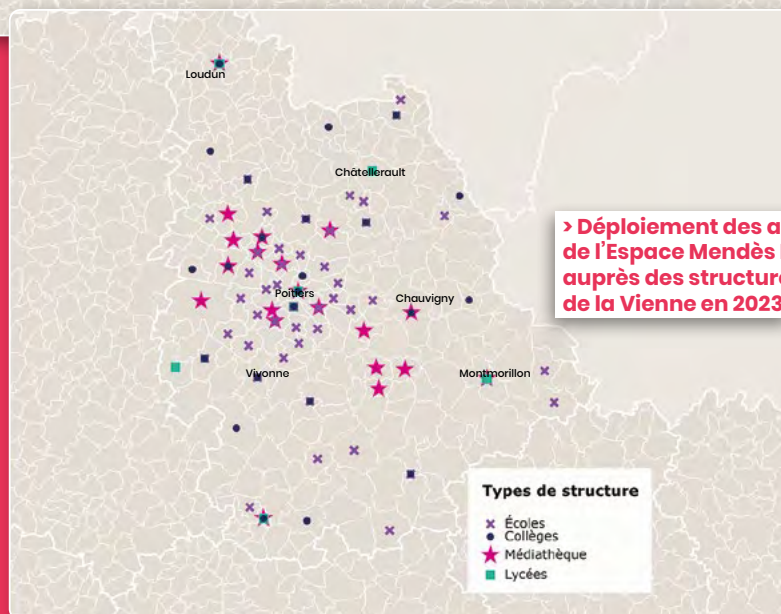 Loudun
Châtellerault
> Déploiement des a
de l'Espace Mendès
auprès des structure
de la Vienne en 2023
Poitiers
Chauvigny
Vivonne
Montmorillon
Types de structure
Écoles
Collèges
Médiathèque
Lycées